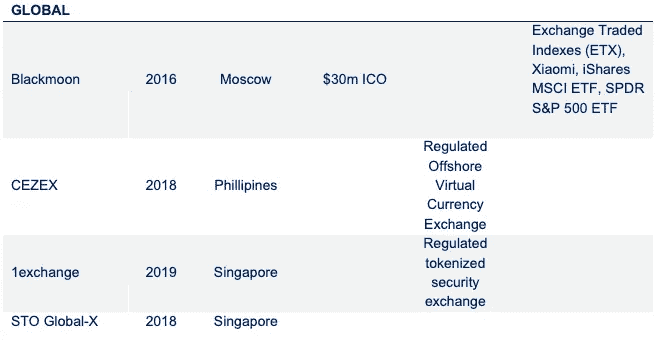 GLOBAL
Blackmoon 2016 Moscow $30m ICO Exchange Traded
Indexes (ETX),
Xiaomi, iShares
MSCI ETF, SPDR
S&P 500 ETF
CEZEX 2018 Phillipines Regulated
Offshore
Virtual
Currency
Exchange
1exchange 2019 Singapore Regulated
tokenized
security
exchange
STO Global-X 2018 Singapore